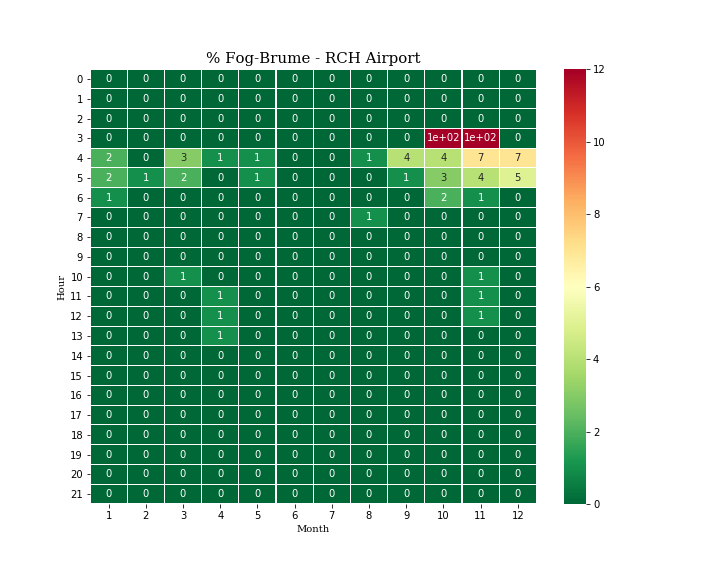 % Fog-Brume - RCH Airport
0 0 0 0 0 0 0 0 0 0 0 0 0
1 0 0 0 0 0 0 0 0 0 0 0 0
2 0 0 0 0 0 0 0 0 0 0 0 0
3 0 0 0 0 0 0 0 0 0 1e+02 1e+02 0
4 2 0 3 1 1 0 0 1 4 4 7 7
5 2 1 2 0 1 0 0 0 1 3 4 5
6 1 0 0 0 0 0 0 0 0 2 1 0
7 0 0 0 0 0 0 0 1 0 0 0 0
8 0 0 0 0 0 0 0 0 0 0 0 0
9 0 0 0 0 0 0 0 0 0 0 0 0
10 0 0 1 0 0 0 0 0 0 0 1 0
11 0 0 0 1 0 0 0 0 0 0 1 0
12 0 0 0 1 0 0 0 0 0 0 1 0
13 0 0 0 1 0 0 0 0 0 0 0 0
14 0 0 0 0 0 0 0 0 0 0 0 0
15 0 0 0 0 0 0 0 0 0 0 0 0
16 0 0 0 0 0 0 0 0 0 0 0 0
17 0 0 0 0 0 0 0 0 0 0 0 0
18 0 0 0 0 0 0 0 0 0 0 0 0
19 0 0 0 0 0 0 0 0 0 0 0 0
20 0 0 0 0 0 0 0 0 0 0 0 0
21 0 0 0 0 0 0 0 0 0 0 0 0
1 2 3 4 5 6 7 8 9 10 11 12
Month
Hour
12
10
8
6
4
2
0